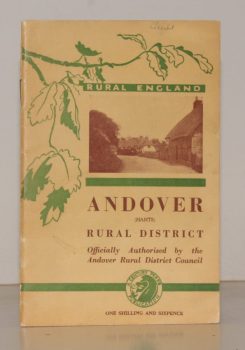 RURAL ENGLAND
ANDOVER
(HANTS)
RURAL DISTRICT
Officially Authorised by the
Andover Rural District Council
ONE SHILLING AND SIXPENCE